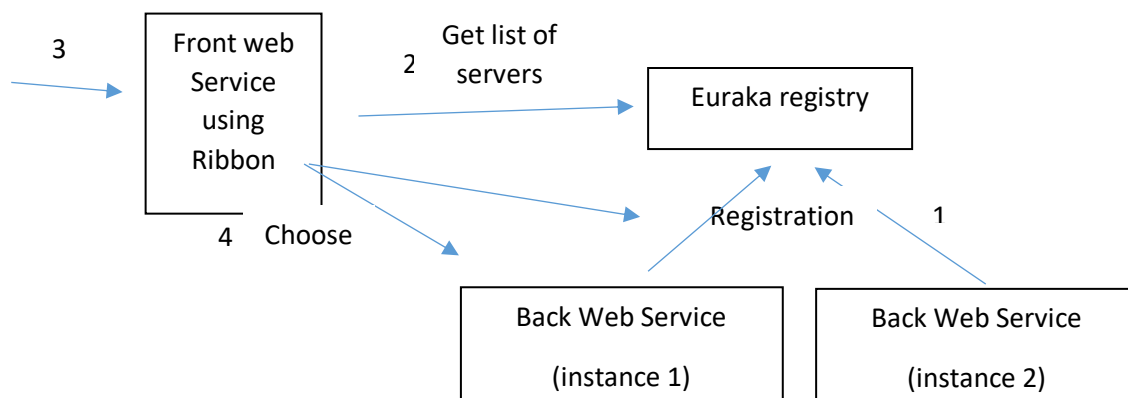 3
Front web
Service
using
Ribbon
2
Get list of
servers
Euraka registry
4 Choose
Registration
1
Back Web Service
(instance 1)
Back Web Service
(instance 2)